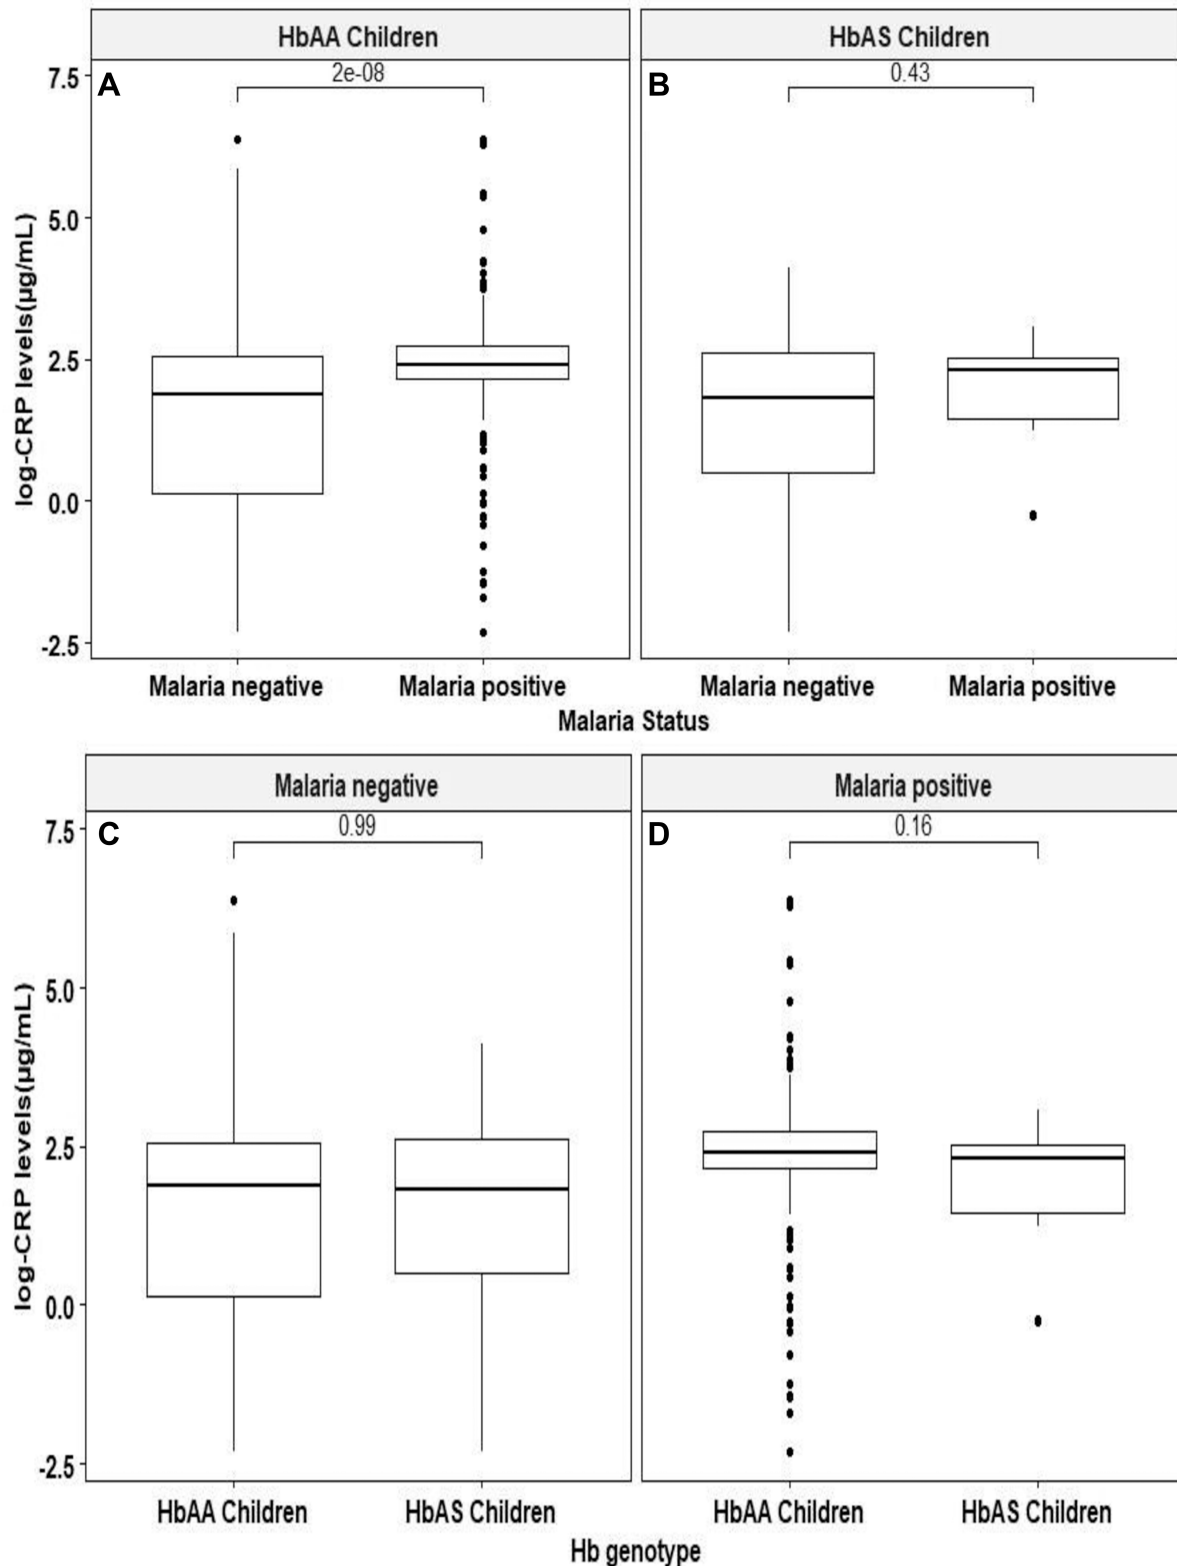 HbAA Children
HbAS Children
A
2e-08
B
0.43
log-CRP levels(µg/mL)
7.5
5.0
2.5
0.0
-2.5
Malaria negative
Malaria positive
Malaria negative
Malaria positive
Malaria Status
Malaria negative
Malaria positive
C
0.99
D
0.16
log-CRP levels(µg/mL)
7.5
5.0
2.5
0.0
-2.5
HbAA Children
HbAS Children
HbAA Children
HbAS Children
Hb genotype